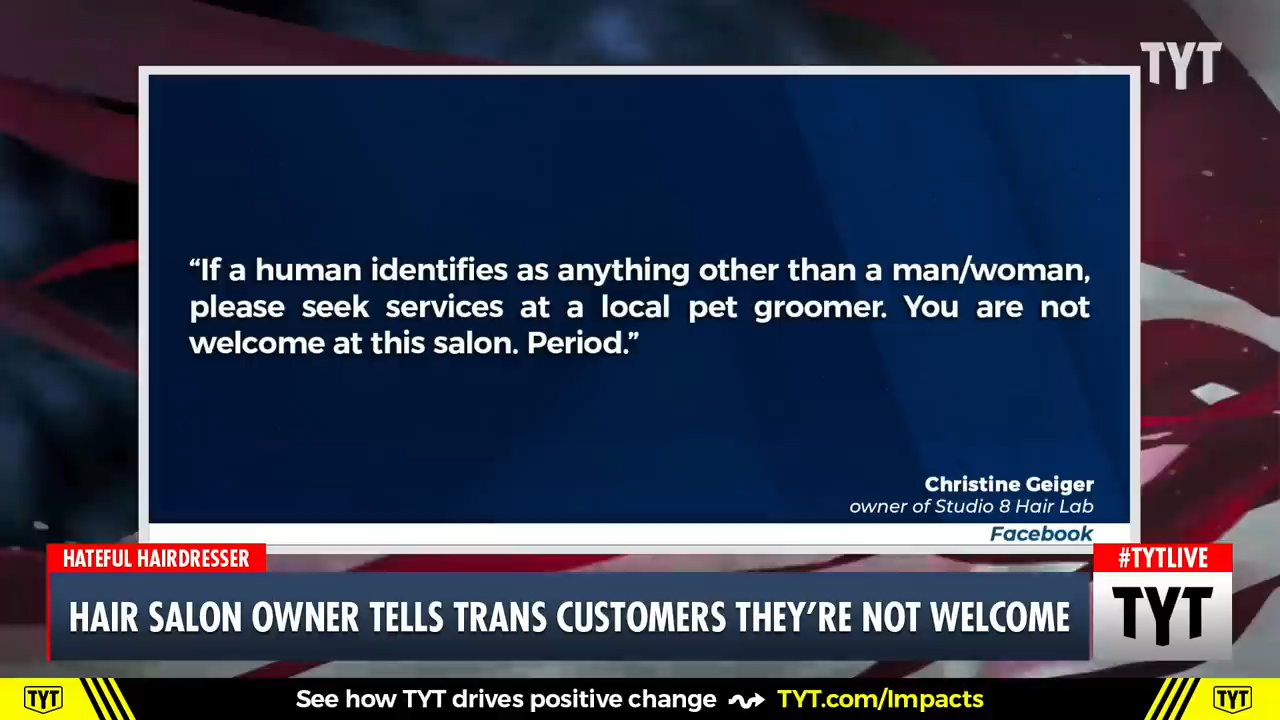 TYT
“If a human identifies as anything other than a man/woman,
please seek services at a local pet groomer. You are not
welcome at this salon. Period.”
Christine Geiger
owner of Studio 8 Hair Lab
Facebook
HATEFUL HAIRDRESSER
#TYTLIVE
HAIR SALON OWNER TELLS TRANS CUSTOMERS THEY’RE NOT WELCOME
TYT
TYT
See how TYT drives positive change
TYT.com/Impacts
TYT